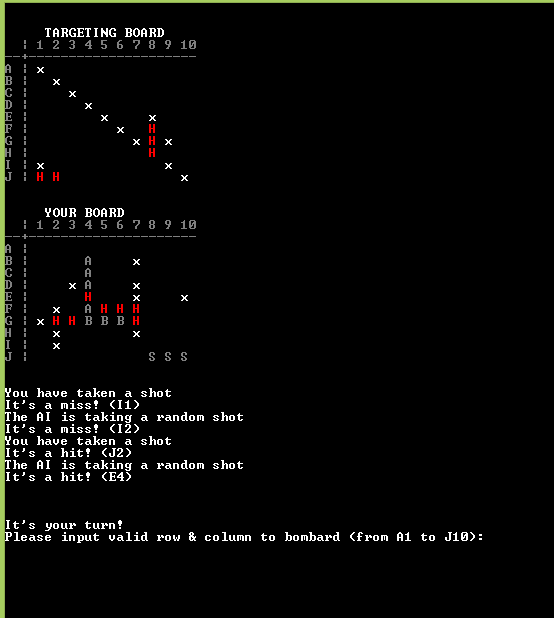 TARGETING BOARD
  ¦ 1 2 3 4 5 6 7 8 9 10
A ¦ x
B ¦   x
C ¦     x
D ¦       x
E ¦         x     x
F ¦           x   H
G ¦             x H x
H ¦               H
I ¦ x               x
J ¦ H H               x
YOUR BOARD
  ¦ 1 2 3 4 5 6 7 8 9 10
A ¦
B ¦       A     x
C ¦       A
D ¦     x A     x
E ¦       H     x     x
F ¦   x   A H H H
G ¦ x H H B B B H
H ¦   x         x
I ¦   x
J ¦               S S S
You have taken a shot
It's a miss! (I1)
The AI is taking a random shot
It's a miss! (I2)
You have taken a shot
It's a hit! (J2)
The AI is taking a random shot
It's a hit! (E4)
It's your turn!
Please input valid row & column to bombard (from A1 to J10):